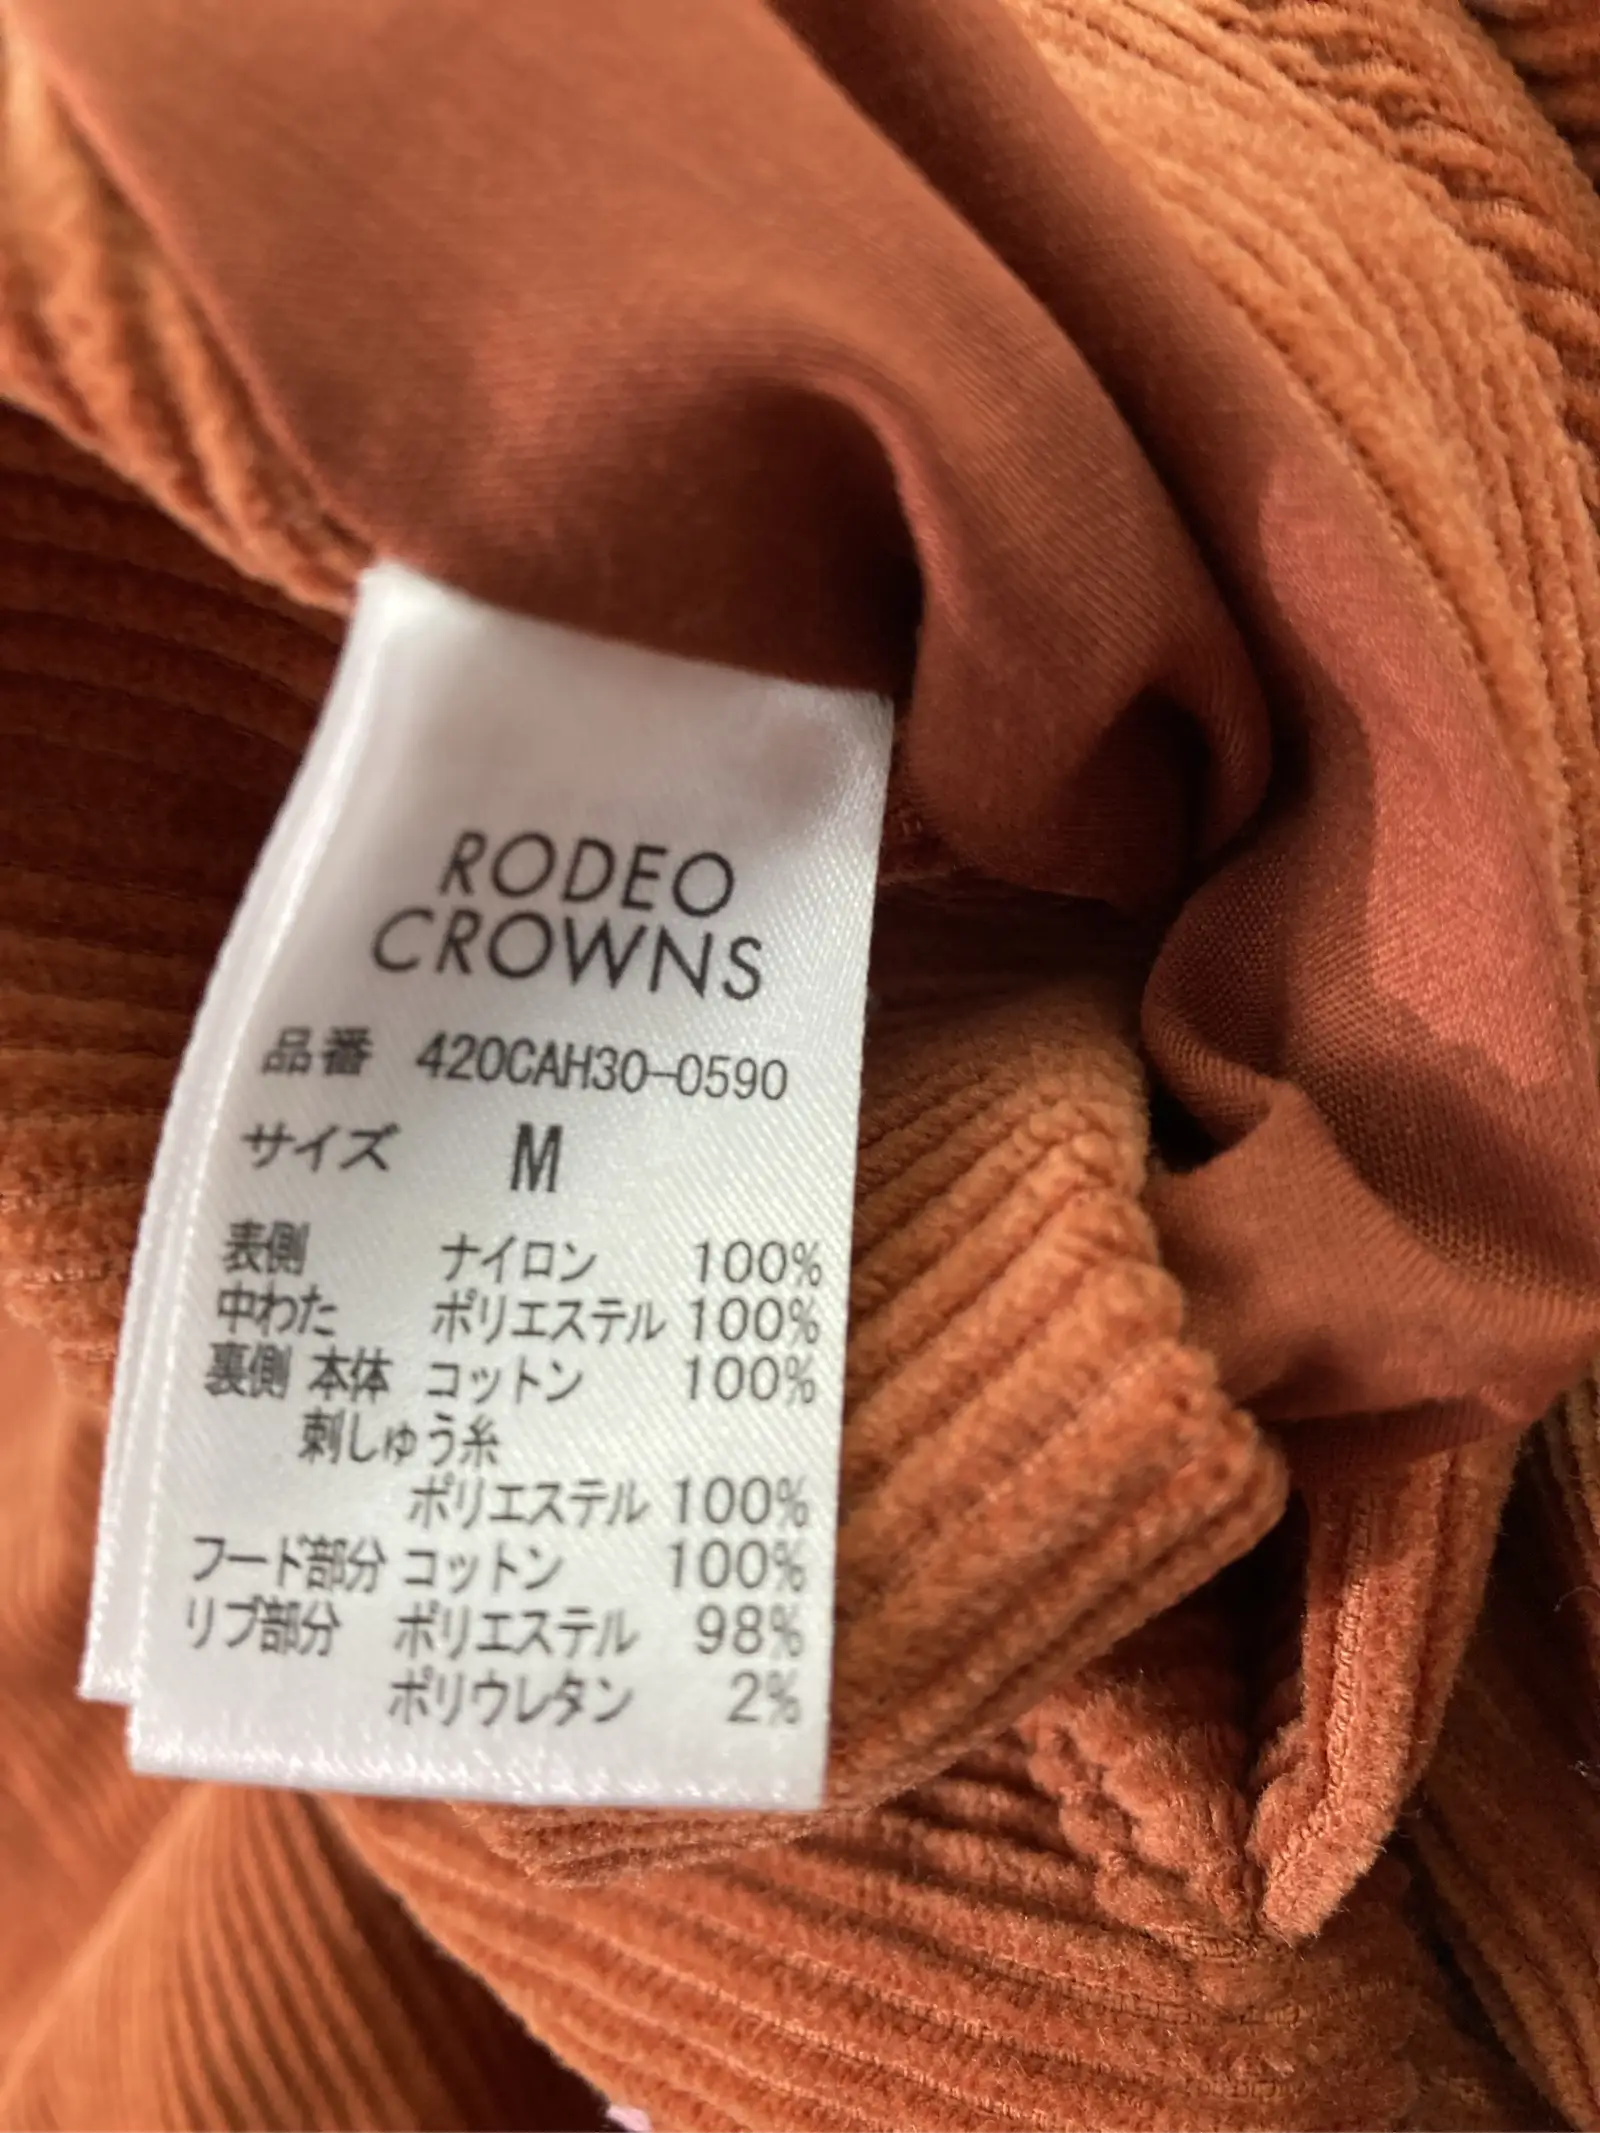 RODEO
CROWNS
品番 420CAH30-0590
サイズ M
表側 ナイロン 100%
中わた ポリエステル 100%
裏側 本体 コットン 100%
刺しゅう糸
ポリエステル 100%
フード部分 コットン 100%
リブ部分 ポリエステル 98%
ポリウレタン 2%